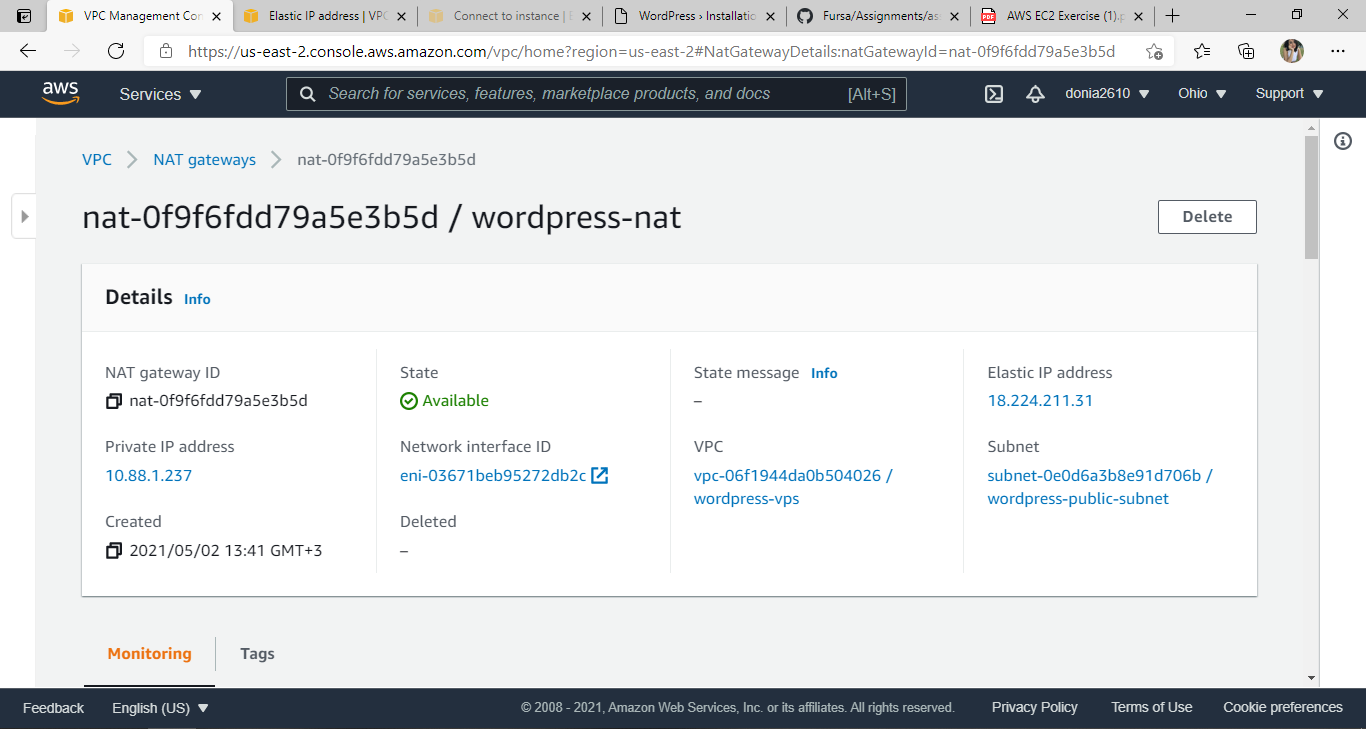 VPC Management Con
Elastic IP address | VPC
Connect to instance | E
WordPress › Installatio
Fursa/Assignments/as
PDF
AWS EC2 Exercise (1).p
https://us-east-2.console.aws.amazon.com/vpc/home?region=us-east-2#NatGatewayDetails:natGatewayId=nat-0f9f6fdd79a5e3b5d
aws
Services
Search for services, features, marketplace products, and docs
[Alt+S]
donia2610
Ohio
Support
VPC
NAT gateways
nat-0f9f6fdd79a5e3b5d
nat-0f9f6fdd79a5e3b5d / wordpress-nat
Delete
Details Info
NAT gateway ID
nat-0f9f6fdd79a5e3b5d
State
Available
State message Info
–
Elastic IP address
18.224.211.31
Private IP address
10.88.1.237
Network interface ID
eni-03671beb95272db2c
VPC
vpc-06f1944da0b504026 /
wordpress-vps
Subnet
subnet-0e0d6a3b8e91d706b /
wordpress-public-subnet
Created
2021/05/02 13:41 GMT+3
Deleted
–
Monitoring
Tags
Feedback
English (US)
© 2008 - 2021, Amazon Web Services, Inc. or its affiliates. All rights reserved.
Privacy Policy
Terms of Use
Cookie preferences